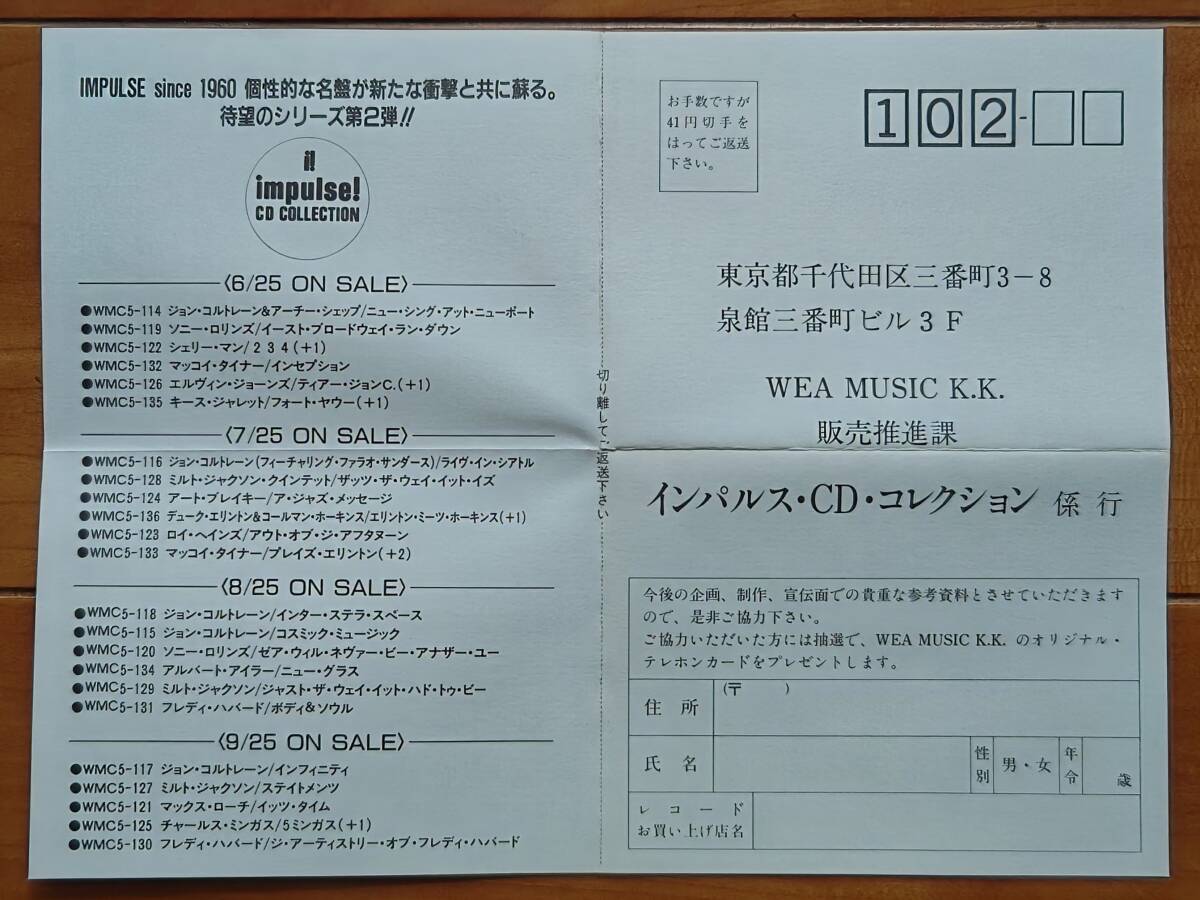 IMPULSE since 1960 個性的な名盤が新たな衝撃と共に蘇る。
待望のシリーズ第2弾!!
i!
impulse!
CD COLLECTION
〈6/25 ON SALE〉
●WMC5-114 ジョン・コルトレーン&アーチー・シェップ/ニュー・シング・アット・ニューポート
●WMC5-119 ソニー・ロリンズ/イースト・ブロードウェイ・ラン・ダウン
●WMC5-122 シェリー・マン/2 3 4(+1)
●WMC5-132 マッコイ・タイナー/インセプション
●WMC5-126 エルヴィン・ジョーンズ/ディアー・ジョンC.(+1)
●WMC5-135 キース・ジャレット/フォート・ヤウー(+1)
〈7/25 ON SALE〉
●WMC5-116 ジョン・コルトレーン(フィーチャリング・ファラオ・サンダース)/ライヴ・イン・シアトル
●WMC5-128 ミルト・ジャクソン・クインテット/ザッツ・ザ・ウェイ・イット・イズ
●WMC5-124 アート・ブレイキー/ア・ジャズ・メッセージ
●WMC5-136 デューク・エリントン&コールマン・ホーキンス/エリントン・ミーツ・ホーキンス(+1)
●WMC5-123 ロイ・ヘインズ/アウト・オブ・ジ・アフタヌーン
●WMC5-133 マッコイ・タイナー/プレイズ・エリントン(+2)
〈8/25 ON SALE〉
●WMC5-118 ジョン・コルトレーン/インター・ステラ・スペース
●WMC5-115 ジョン・コルトレーン/コスミック・ミュージック
●WMC5-120 ソニー・ロリンズ/ゼア・ウィル・ネヴァー・ビー・アナザー・ユー
●WMC5-134 アルバート・アイラー/ニュー・グラス
●WMC5-129 ミルト・ジャクソン/ジャスト・ザ・ウェイ・イット・ハド・トゥ・ビー
●WMC5-131 フレディ・ハバード/ボディ&ソウル
〈9/25 ON SALE〉
●WMC5-117 ジョン・コルトレーン/インフィニティ
●WMC5-127 ミルト・ジャクソン/ステイトメンツ
●WMC5-121 マックス・ローチ/イッツ・タイム
●WMC5-125 チャールス・ミンガス/5ミンガス(+1)
●WMC5-130 フレディ・ハバード/ジ・アーティストリー・オブ・フレディ・ハバード
切り離してご返送下さい
お手数ですが
41円切手を
はってご返送
下さい。
102-
東京都千代田区三番町3-8
泉館三番町ビル3F
WEA MUSIC K.K.
販売推進課
インパルス・CD・コレクション 係 行
今後の企画、制作、宣伝面での貴重な参考資料とさせていただきます
ので、是非ご協力下さい。
ご協力いただいた方には抽選で、WEA MUSIC K.K. のオリジナル・
テレホンカードをプレゼントします。
住 所 (〒 )
氏 名 性別 男・女 年令 歳
レコード
お買い上げ店名